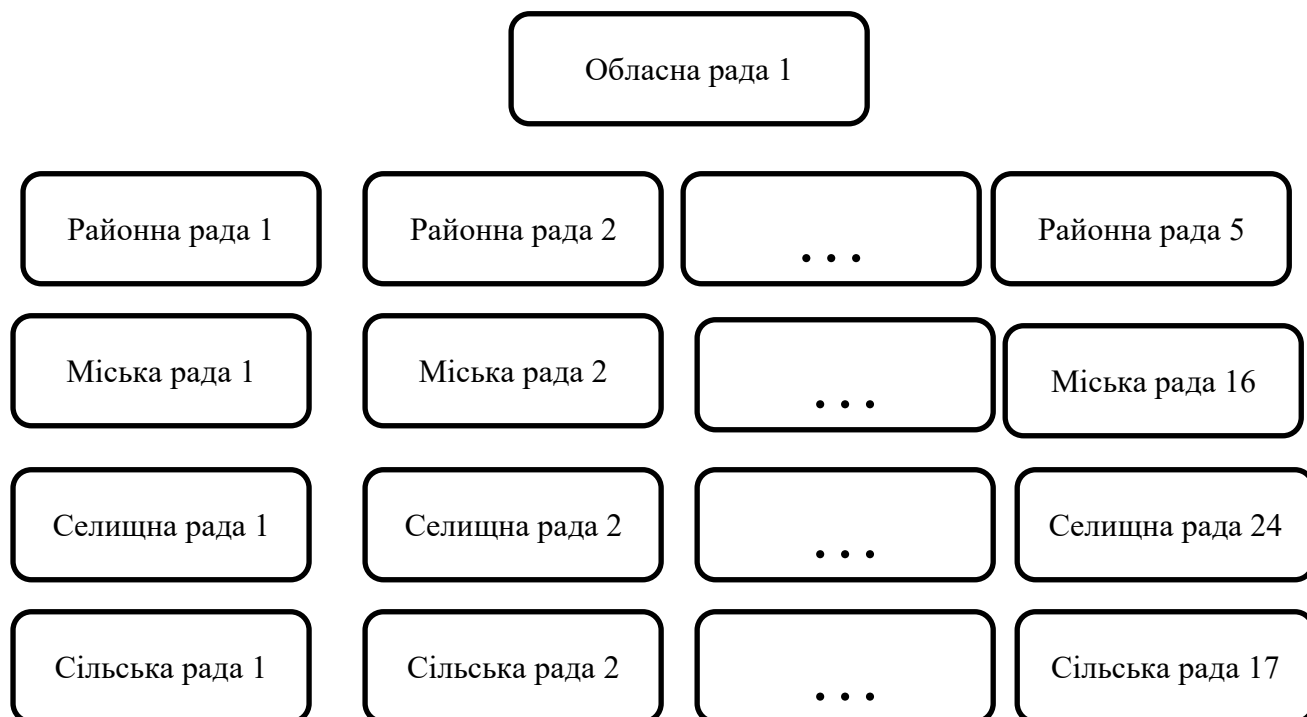 Обласна рада 1
Районна рада 1
Районна рада 2
...
Районна рада 5
Міська рада 1
Міська рада 2
...
Міська рада 16
Селищна рада 1
Селищна рада 2
...
Селищна рада 24
Сільська рада 1
Сільська рада 2
...
Сільська рада 17